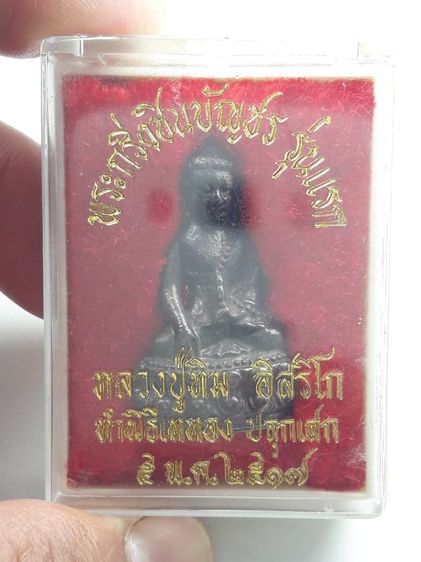 พระกริ่งชินบัญชร รุ่นแรก
หลวงปู่ทิม อิสริโก
ทำพิธีเททอง ปลุกเสก
๕ พ.ค.๒๕๑๗